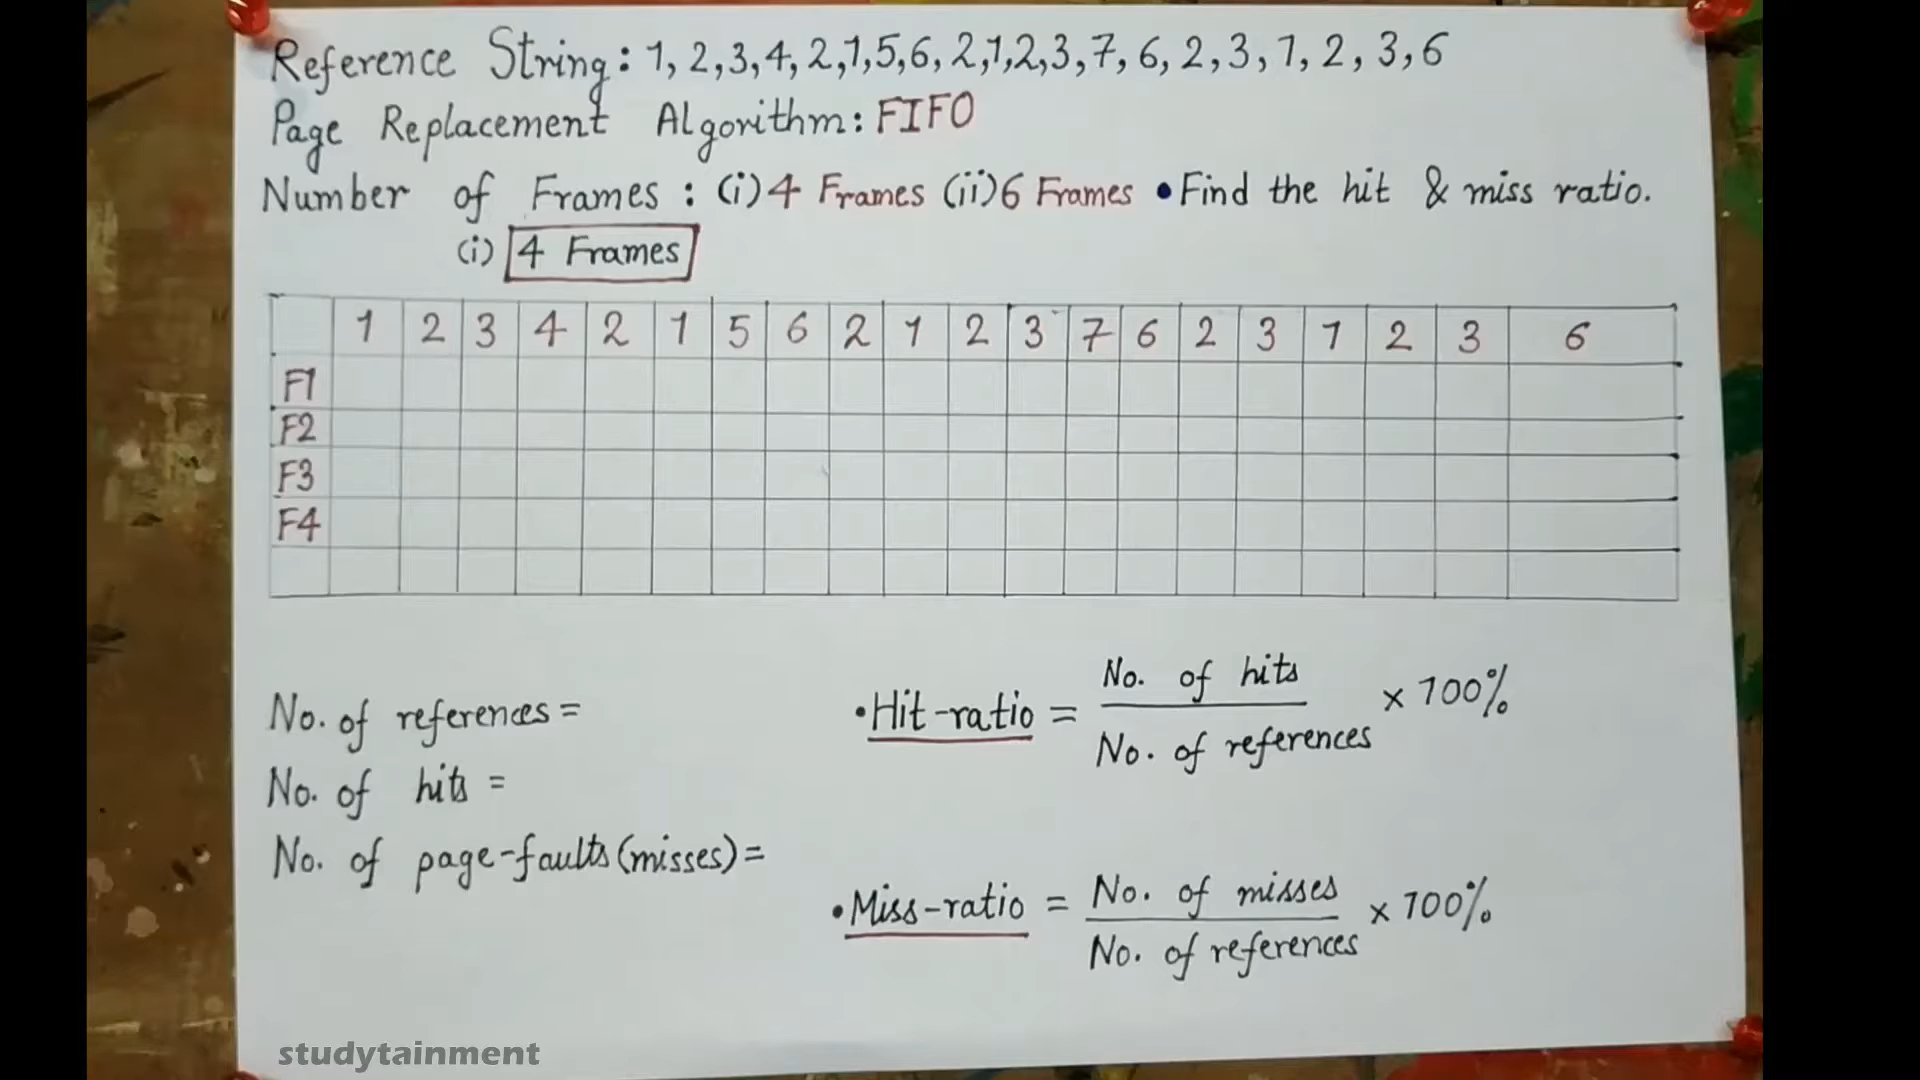 Reference String: 1, 2, 3, 4, 2, 1, 5, 6, 2, 1, 2, 3, 7, 6, 2, 3, 1, 2, 3, 6
Page Replacement Algorithm: FIFO
Number of Frames : (i) 4 Frames (ii) 6 Frames • Find the hit & miss ratio.
(i) 4 Frames
1 2 3 4 2 1 5 6 2 1 2 3 7 6 2 3 1 2 3 6
F1
F2
F3
F4
No. of references =
No. of hits =
No. of page-faults (misses) =
• Hit-ratio = No. of hits / No. of references × 100%
• Miss-ratio = No. of misses / No. of references × 100%
studytainment